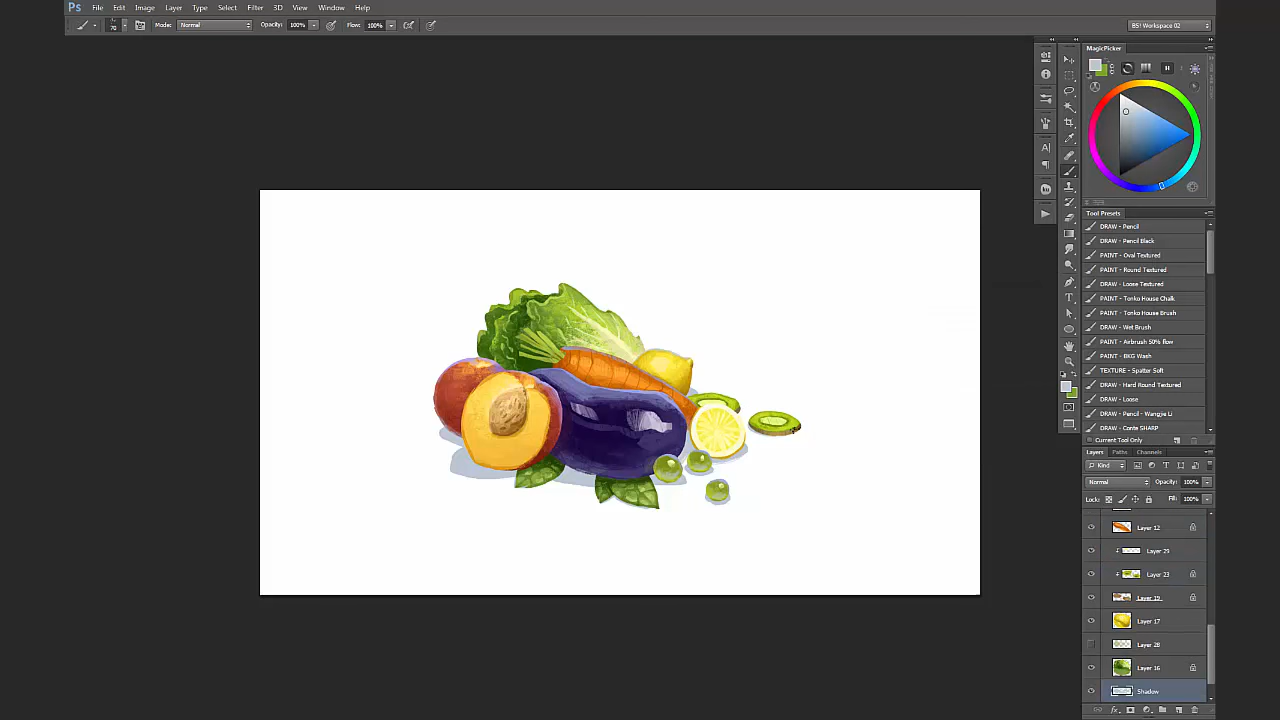 Ps File Edit Image Layer Type Select Filter 3D View Window Help
70 Mode: Normal Opacity: 100% Flow: 100% BS! Workspace 02
MagicPicker
Tool Presets
DRAW - Pencil
DRAW - Pencil Black
PAINT - Oval Textured
PAINT - Round Textured
DRAW - Loose Textured
PAINT - Tonko House Chalk
PAINT - Tonko House Brush
DRAW - Wet Brush
PAINT - Airbrush 50% flow
PAINT - BKG Wash
TEXTURE - Spatter Soft
DRAW - Hard Round Textured
DRAW - Loose
DRAW - Pencil - Wangjie Li
DRAW - Conte SHARP
Current Tool Only
Layers Paths Channels
Kind
Normal Opacity: 100%
Lock: Fill: 100%
Layer 12
Layer 29
Layer 23
Layer 19
Layer 17
Layer 28
Layer 16
Shadow